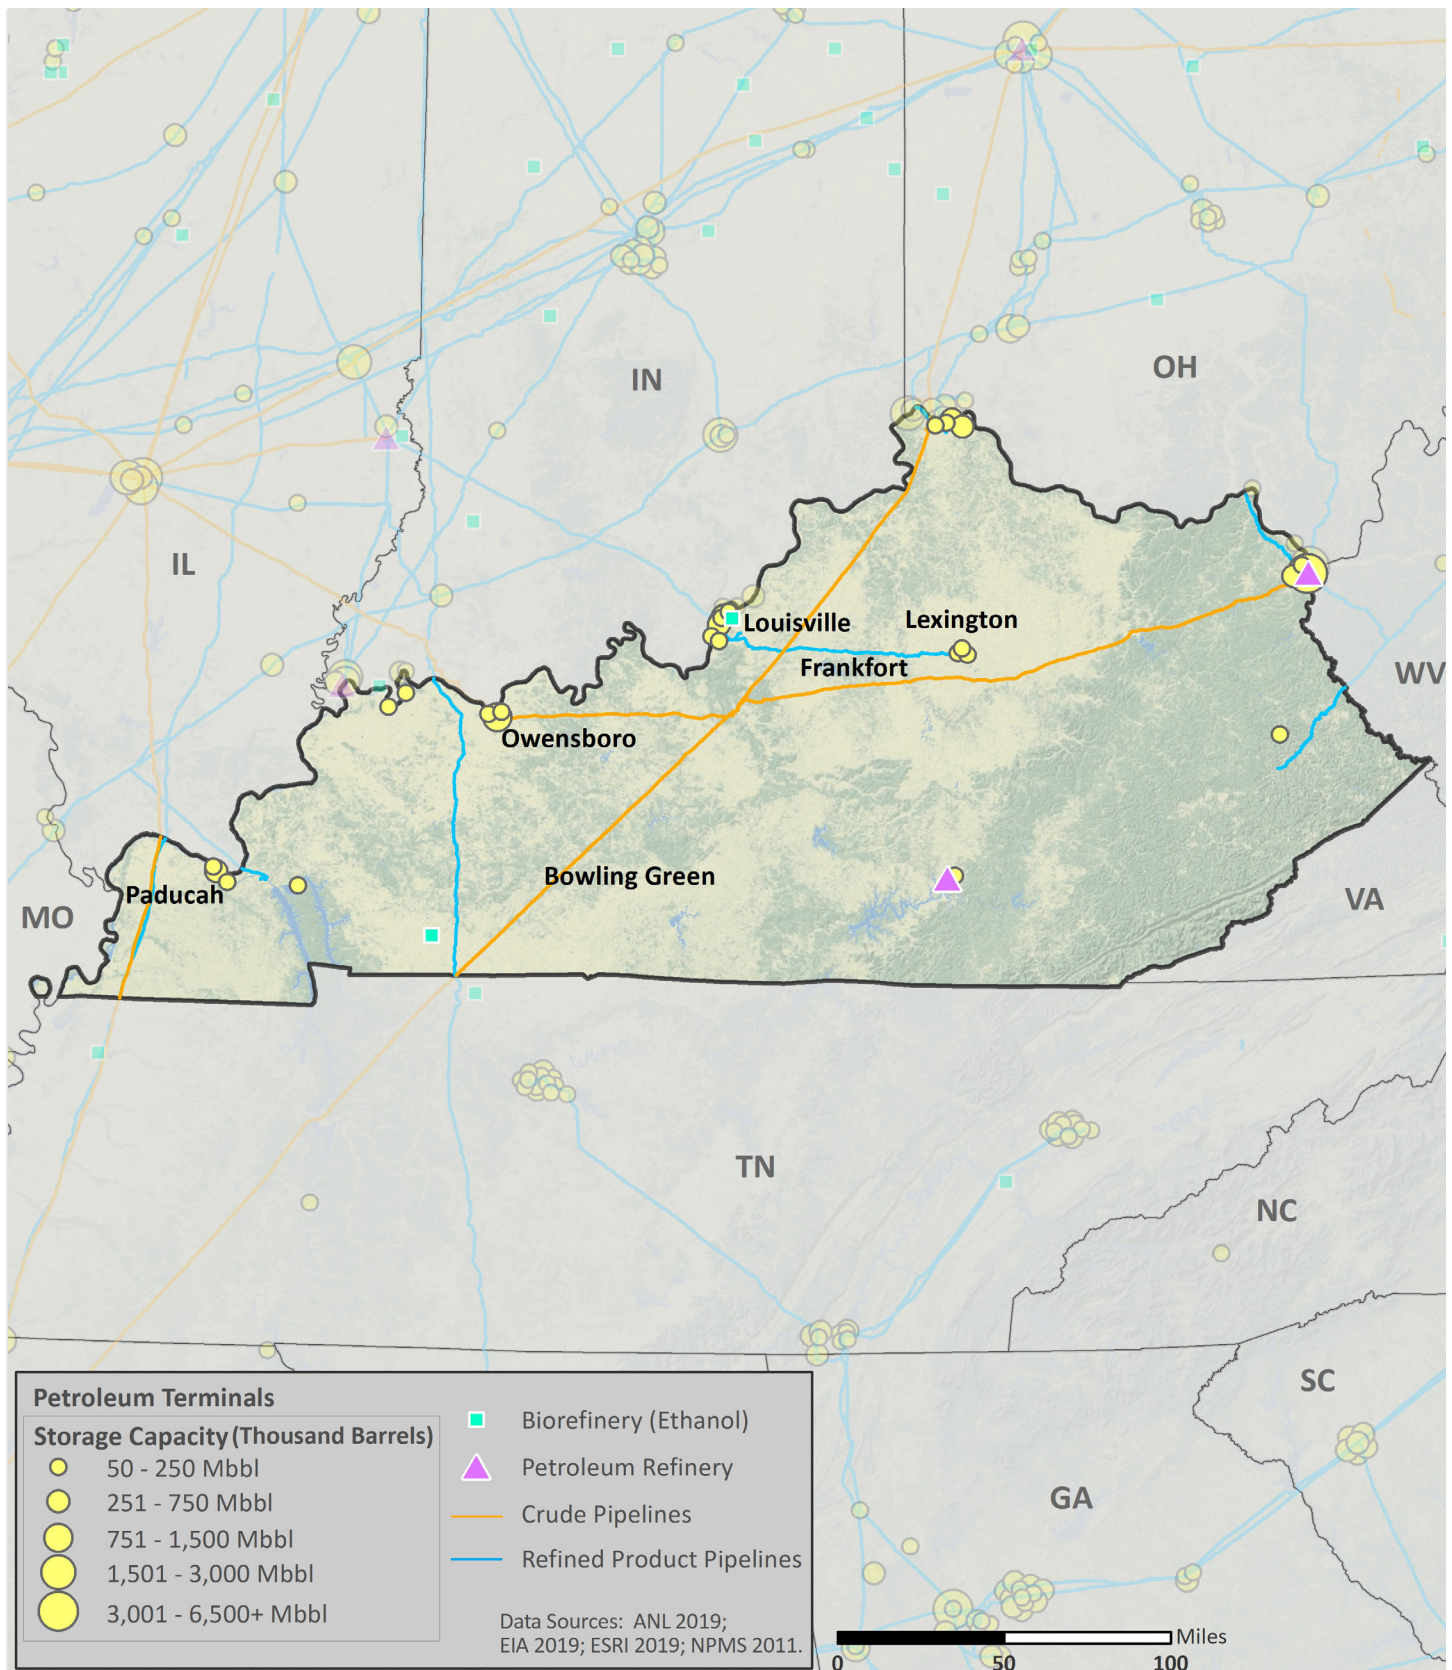 IN
OH
IL
Louisville
Lexington
Frankfort
WV
Owensboro
Bowling Green
Paducah
MO
VA
TN
NC
SC
GA
Petroleum Terminals
Storage Capacity (Thousand Barrels)
50 - 250 Mbbl
251 - 750 Mbbl
751 - 1,500 Mbbl
1,501 - 3,000 Mbbl
3,001 - 6,500+ Mbbl
Biorefinery (Ethanol)
Petroleum Refinery
Crude Pipelines
Refined Product Pipelines
Data Sources: ANL 2019;
EIA 2019; ESRI 2019; NPMS 2011.
Miles
0 50 100